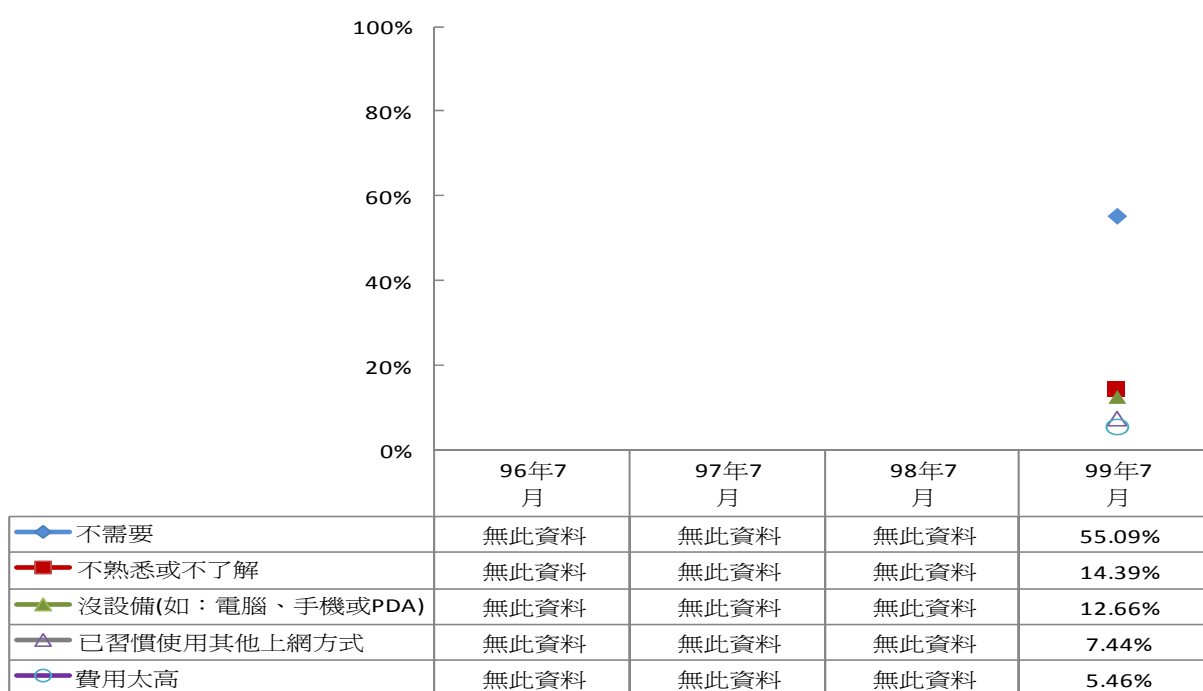 100%
80%
60%
40%
20%
0%
96年7
月
97年7
月
98年7
月
99年7
月
不需要 無此資料 無此資料 無此資料 55.09%
不熟悉或不了解 無此資料 無此資料 無此資料 14.39%
沒設備(如：電腦、手機或PDA) 無此資料 無此資料 無此資料 12.66%
已習慣使用其他上網方式 無此資料 無此資料 無此資料 7.44%
費用太高 無此資料 無此資料 無此資料 5.46%